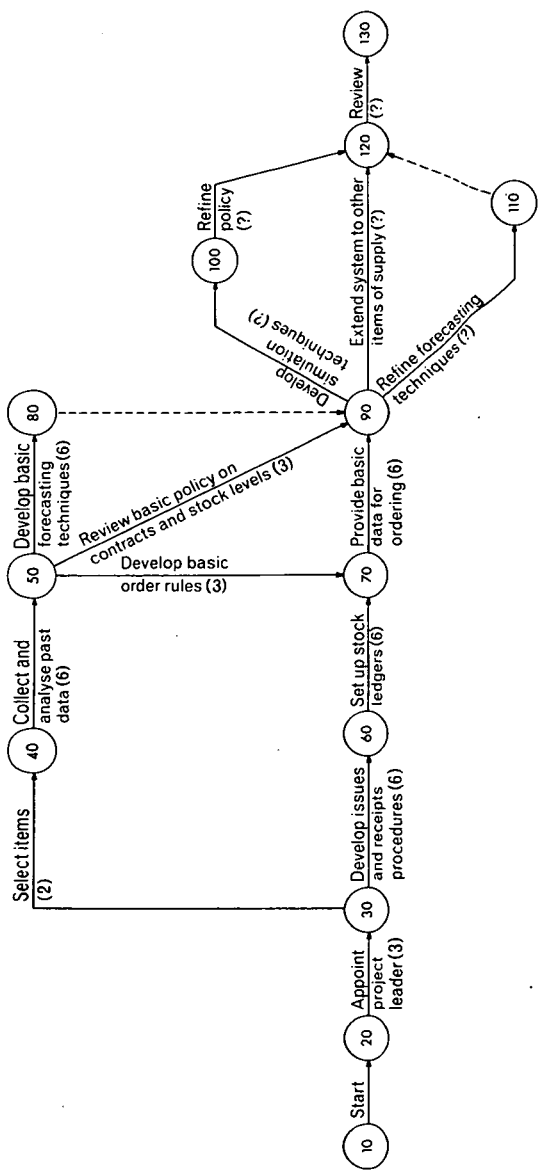 10
Start
20
Appoint
project
leader (3)
30
Select items
(2)
40
Collect and
analyse past
data (6)
50
Develop basic
forecasting
techniques (6)
80
Review basic policy on
contracts and stock levels (3)
Develop basic
order rules (3)
Develop issues
and receipts
procedures (6)
60
Set up stock
ledgers (6)
70
Provide basic
data for
ordering (6)
90
Develop
simulation
techniques (?)
100
Refine
policy
(?)
Extend system to other
items of supply (?)
Refine forecasting
techniques (?)
110
120
Review
(?)
130